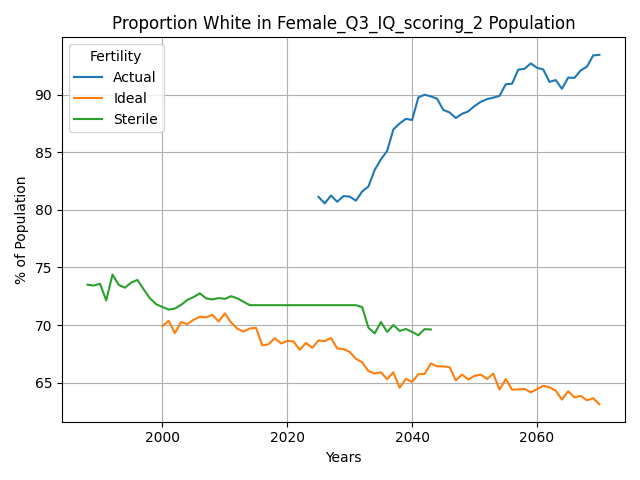 Proportion White in Female_Q3_IQ_scoring_2 Population
Fertility
Actual
Ideal
Sterile
% of Population
90
85
80
75
70
65
2000
2020
2040
2060
Years